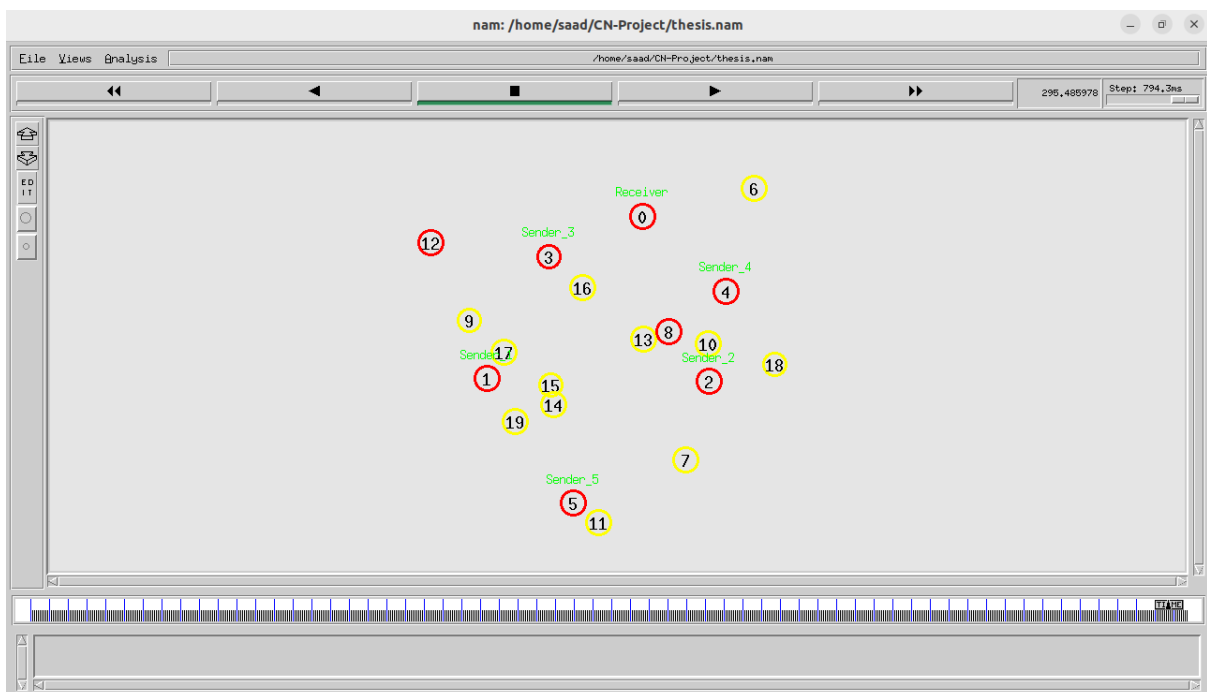 nam: /home/saad/CN-Project/thesis.nam
File Views Analysis /home/saad/CN-Project/thesis.nam
295.485978 Step: 794.3ms
ED
IT
6
Receiver
0
12
Sender_3
3
Sender_4
4
16
9
8
13
10
17
Sender_1
Sender_2
18
1
2
15
14
19
7
Sender_5
5
11
TIME